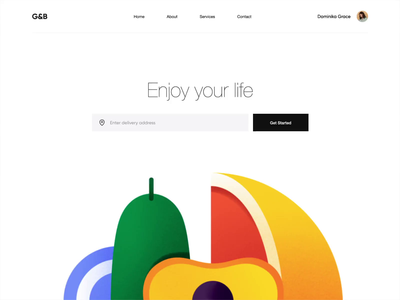 G&B Home About Services Contact Dominika Grace
Enjoy your life
Enter delivery address Get Started